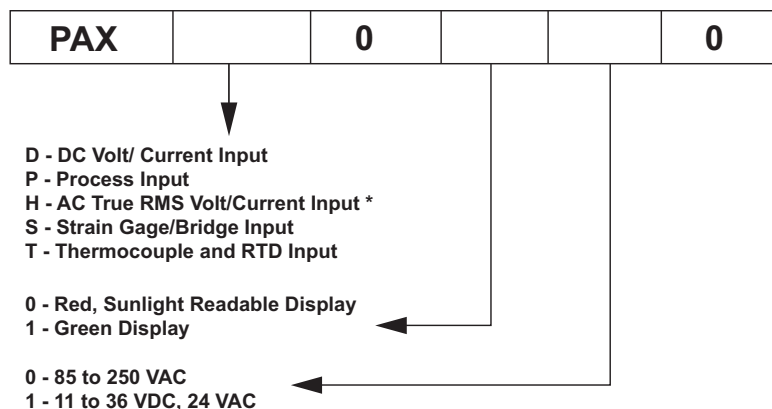 PAX 0 0
D - DC Volt/ Current Input
P - Process Input
H - AC True RMS Volt/Current Input *
S - Strain Gage/Bridge Input
T - Thermocouple and RTD Input
0 - Red, Sunlight Readable Display
1 - Green Display
0 - 85 to 250 VAC
1 - 11 to 36 VDC, 24 VAC